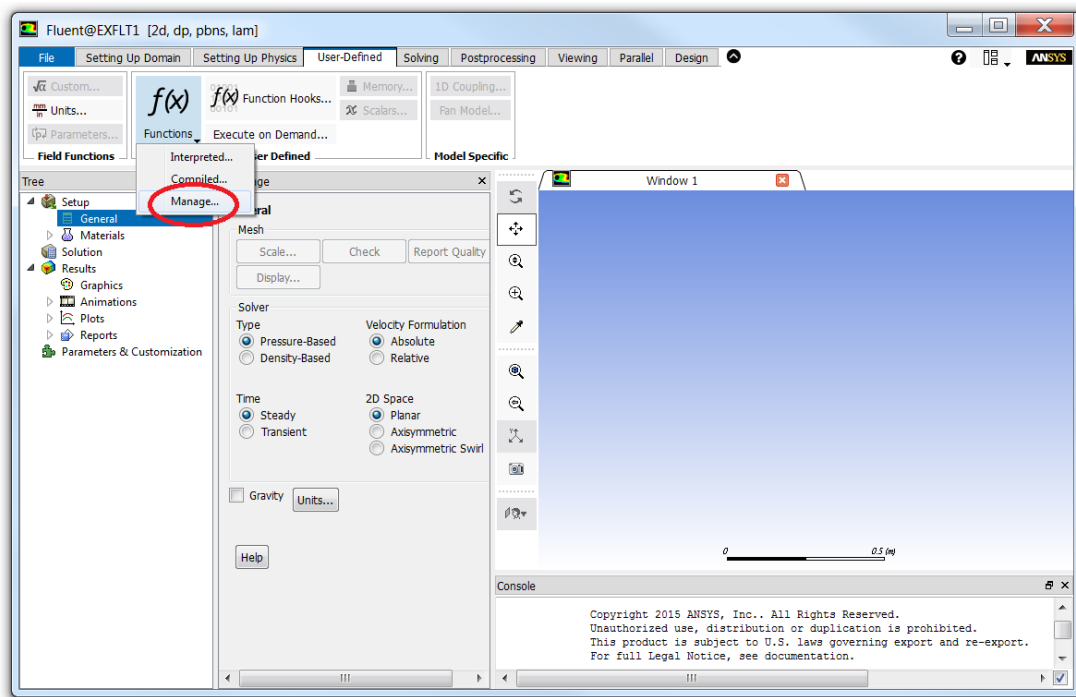 Fluent@EXFLT1 [2d, dp, pbns, lam]
File Setting Up Domain Setting Up Physics User-Defined Solving Postprocessing Viewing Parallel Design ANSYS
Custom... Memory... 1D Coupling...
f(x) f(x) Function Hooks...
Units... Scalars... Fan Model...
Parameters... Functions Execute on Demand...
Field Functions er Defined Model Specific
Interpreted...
Compiled...
Manage...
Tree ge Window 1
Setup
General
Materials
Solution
Results
Graphics
Animations
Plots
Reports
Parameters & Customization
eral
Mesh
Scale... Check Report Quality
Display...
Solver
Type Velocity Formulation
Pressure-Based Absolute
Density-Based Relative
Time 2D Space
Steady Planar
Transient Axisymmetric
Axisymmetric Swirl
Gravity Units...
Help
0 0.5 (m)
Console
Copyright 2015 ANSYS, Inc.. All Rights Reserved.
Unauthorized use, distribution or duplication is prohibited.
This product is subject to U.S. laws governing export and re-export.
For full Legal Notice, see documentation.